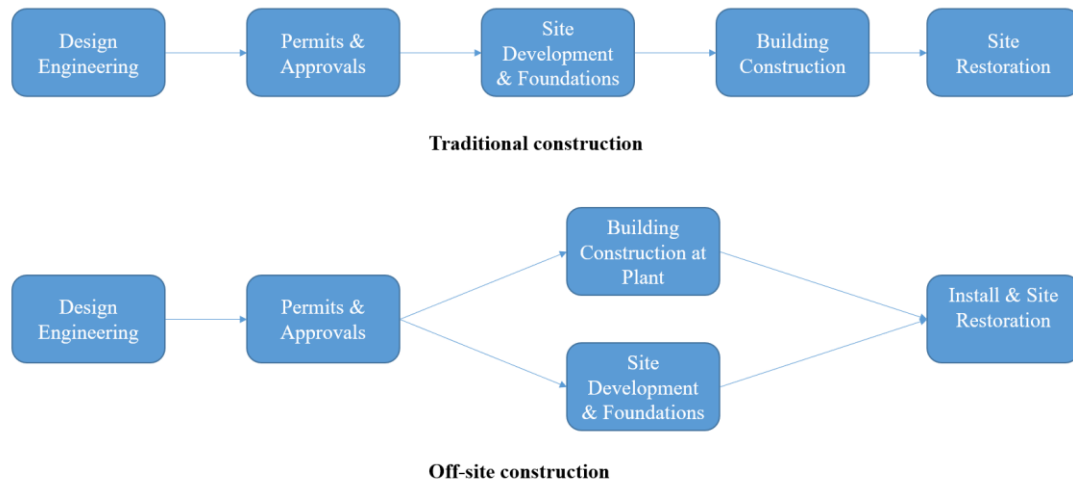 Design
Engineering
Permits &
Approvals
Site
Development
& Foundations
Building
Construction
Site
Restoration
Traditional construction
Design
Engineering
Permits &
Approvals
Building
Construction at
Plant
Site
Development
& Foundations
Install & Site
Restoration
Off-site construction